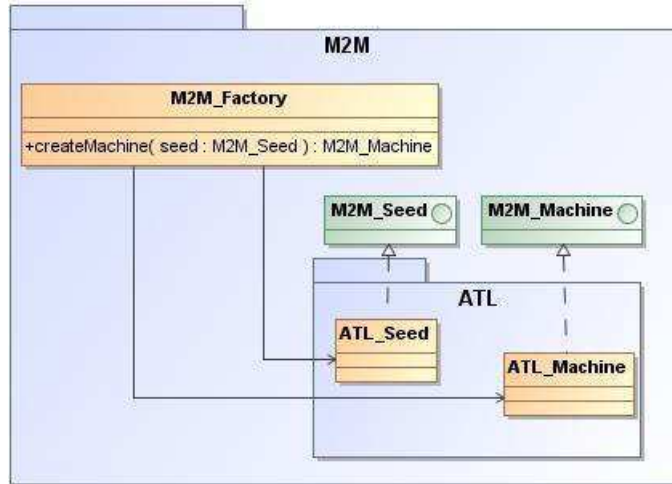 M2M
M2M_Factory
+createMachine( seed : M2M_Seed ) : M2M_Machine
M2M_Seed
M2M_Machine
ATL
ATL_Seed
ATL_Machine